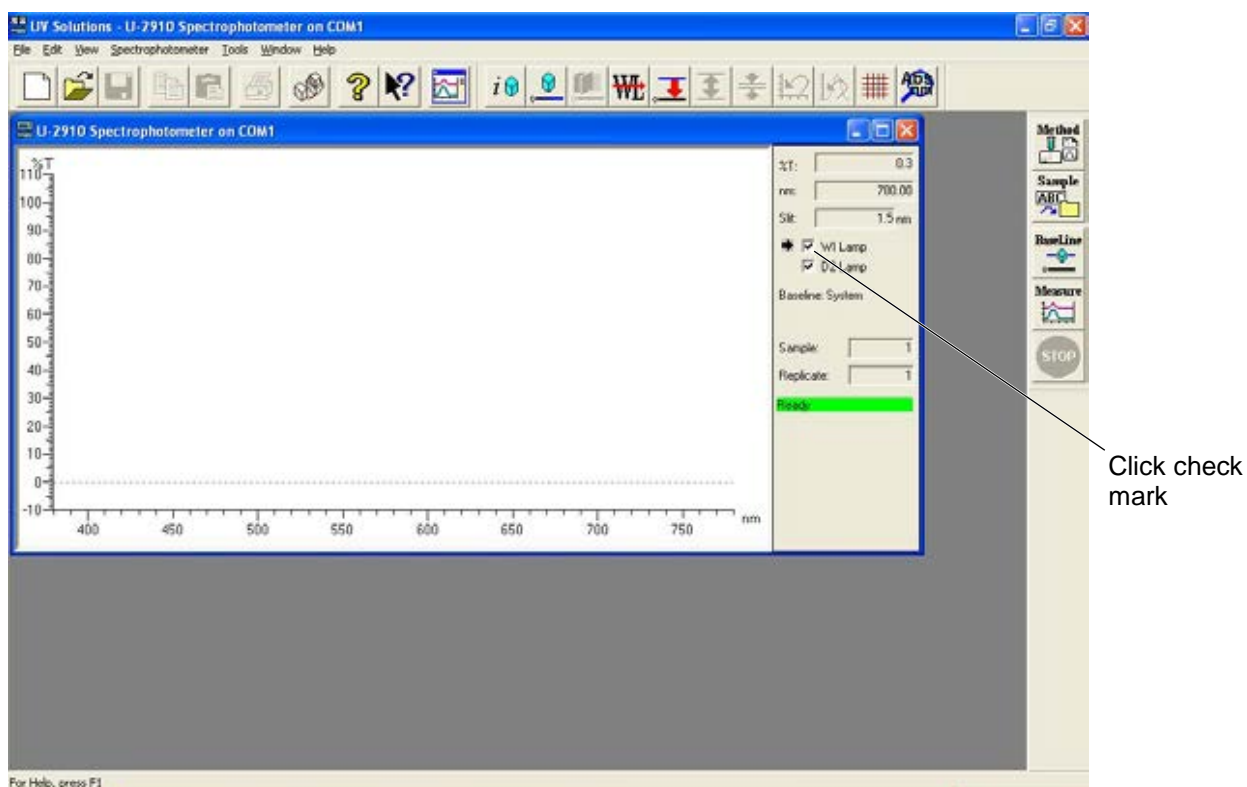 UV Solutions - U-2910 Spectrophotometer on COM1
File Edit View Spectrophotometer Tools Window Help
i
WL
U-2910 Spectrophotometer on COM1
%T
110
100
90
80
70
60
50
40
30
20
10
0
-10
400 450 500 550 600 650 700 750 nm
%T: 0.3
nm: 700.00
Slit: 1.5 nm
WI Lamp
D2 Lamp
Baseline: System
Sample: 1
Replicate: 1
Ready
Method
Sample
ABC
BaseLine
Measure
STOP
Click check
mark
For Help, press F1